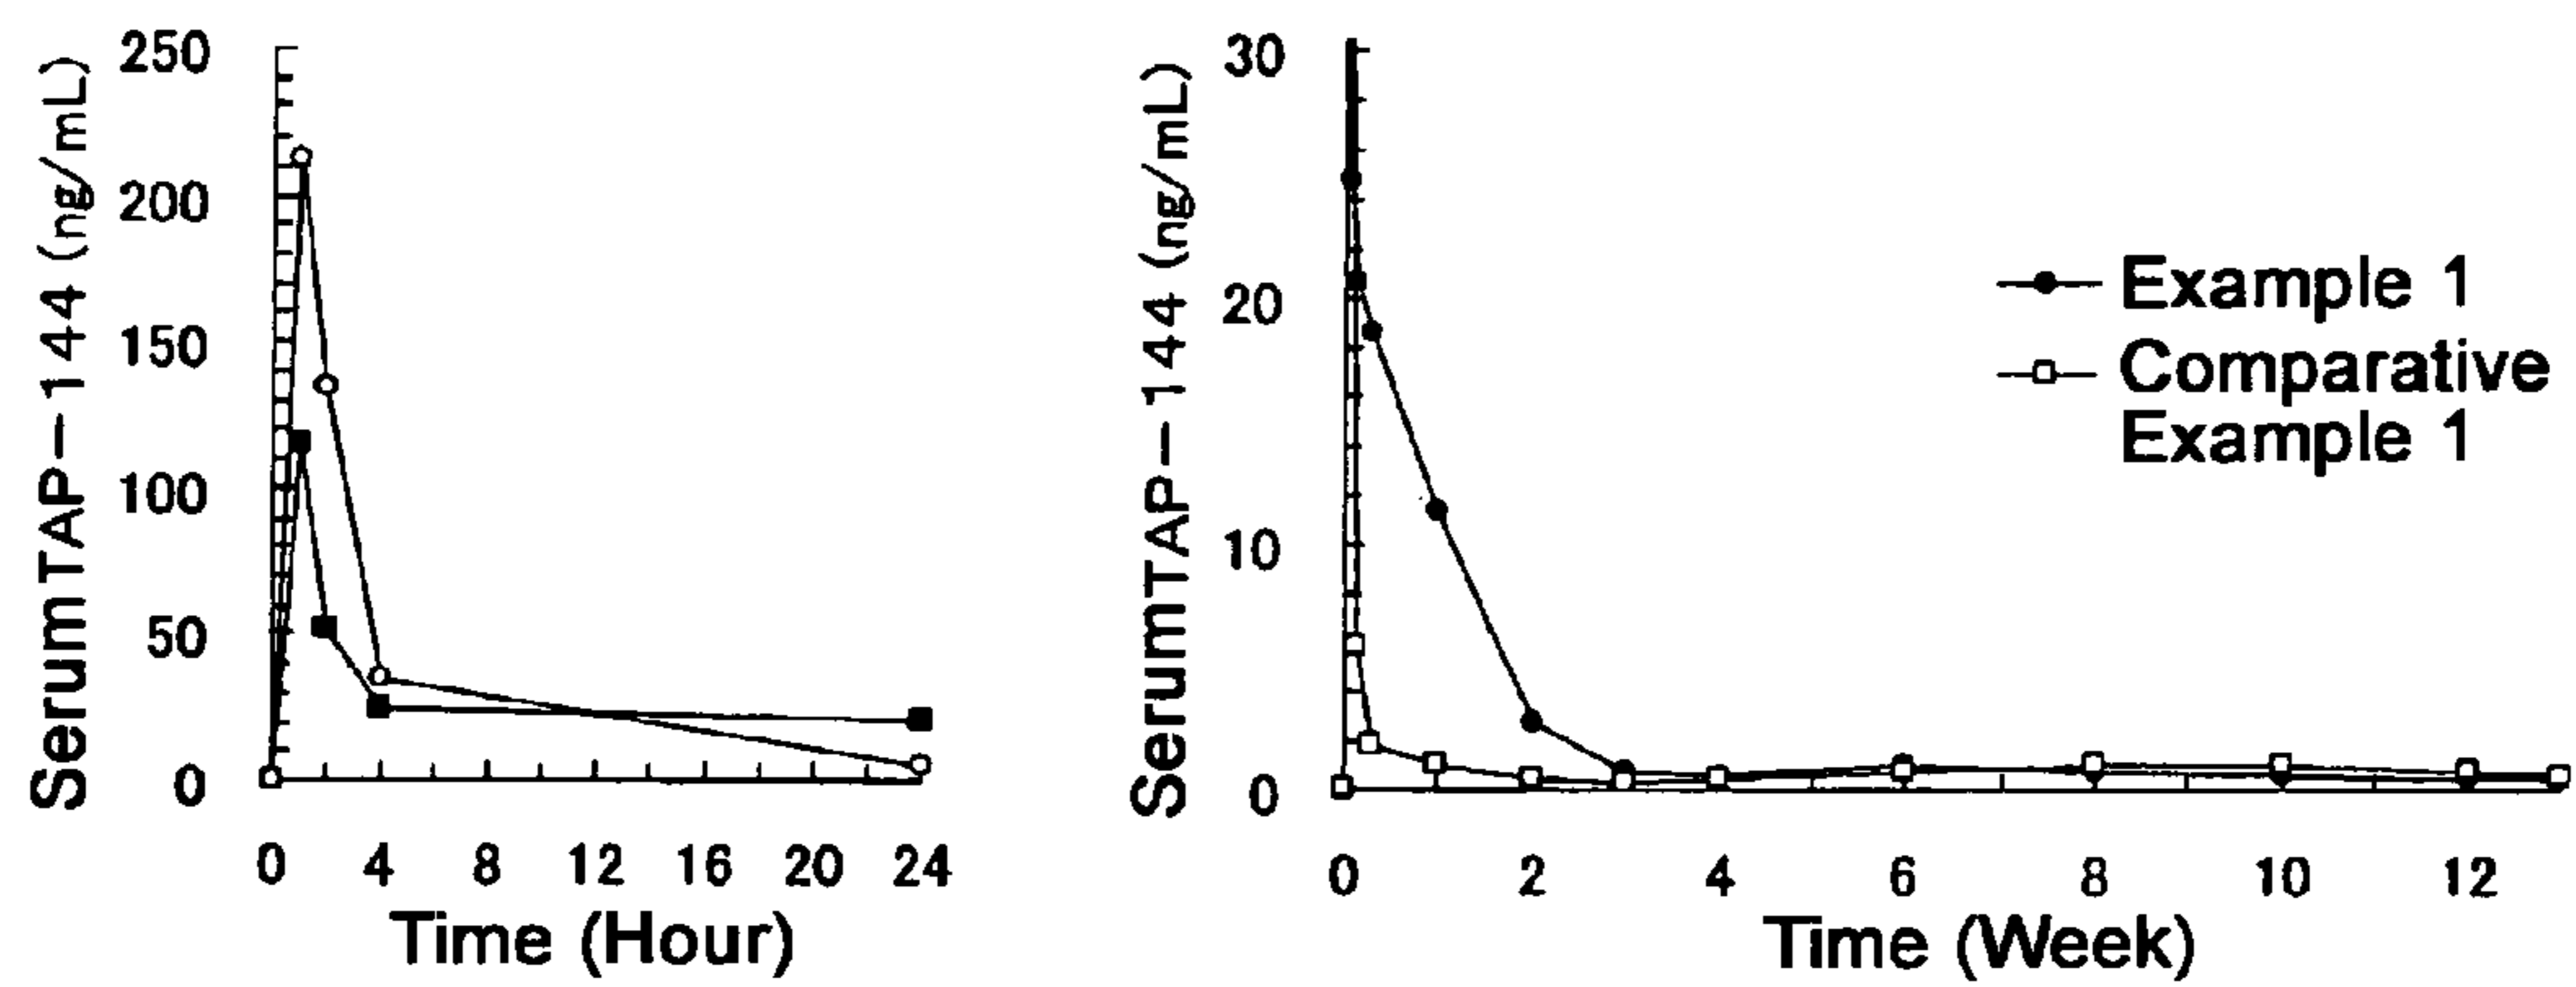 SerumTAP-144 (ng/mL)
250
200
150
100
50
0
0 4 8 12 16 20 24
Time (Hour)
SerumTAP-144 (ng/mL)
30
20
10
0
0 2 4 6 8 10 12
Time (Week)
Example 1
Comparative
Example 1